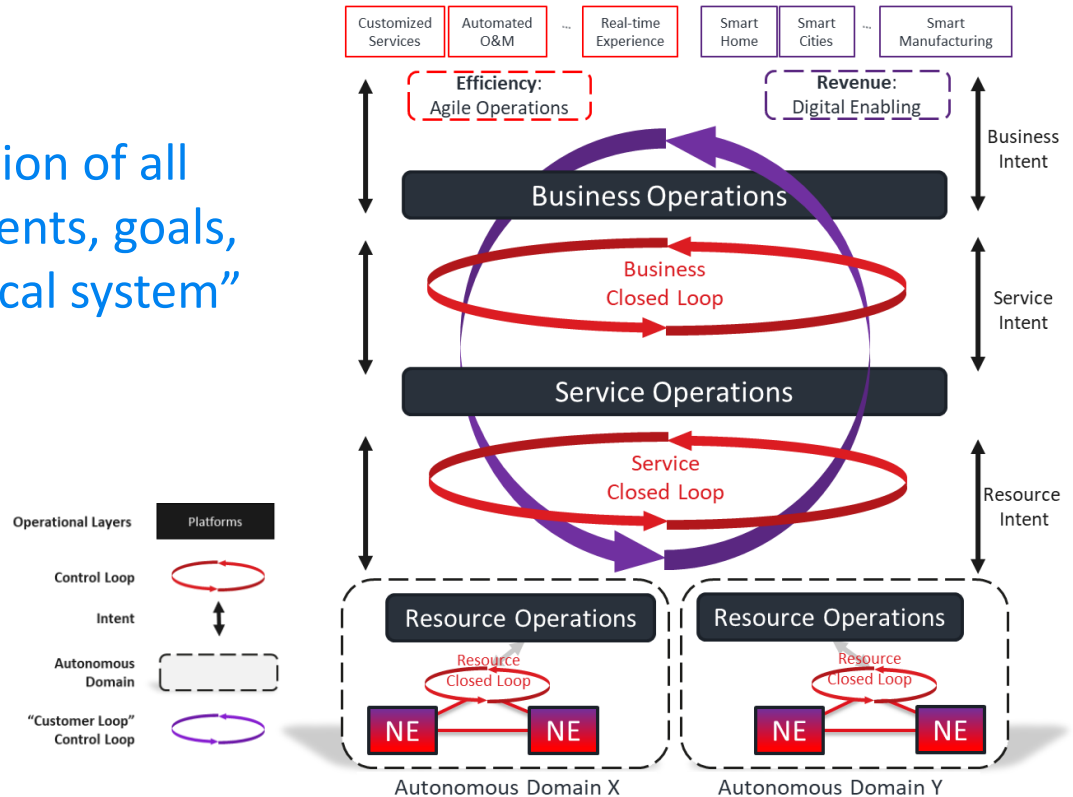 Customized
Services
Automated
O&M
...
Real-time
Experience
Smart
Home
Smart
Cities
...
Smart
Manufacturing
Efficiency:
Agile Operations
Revenue:
Digital Enabling
Business
Intent
ion of all
ents, goals,
cal system”
Business Operations
Business
Closed Loop
Service
Intent
Service Operations
Service
Closed Loop
Resource
Intent
Operational Layers
Platforms
Control Loop
Intent
Autonomous
Domain
“Customer Loop”
Control Loop
Resource Operations
Resource
Closed Loop
NE
NE
Autonomous Domain X
Resource Operations
Resource
Closed Loop
NE
NE
Autonomous Domain Y